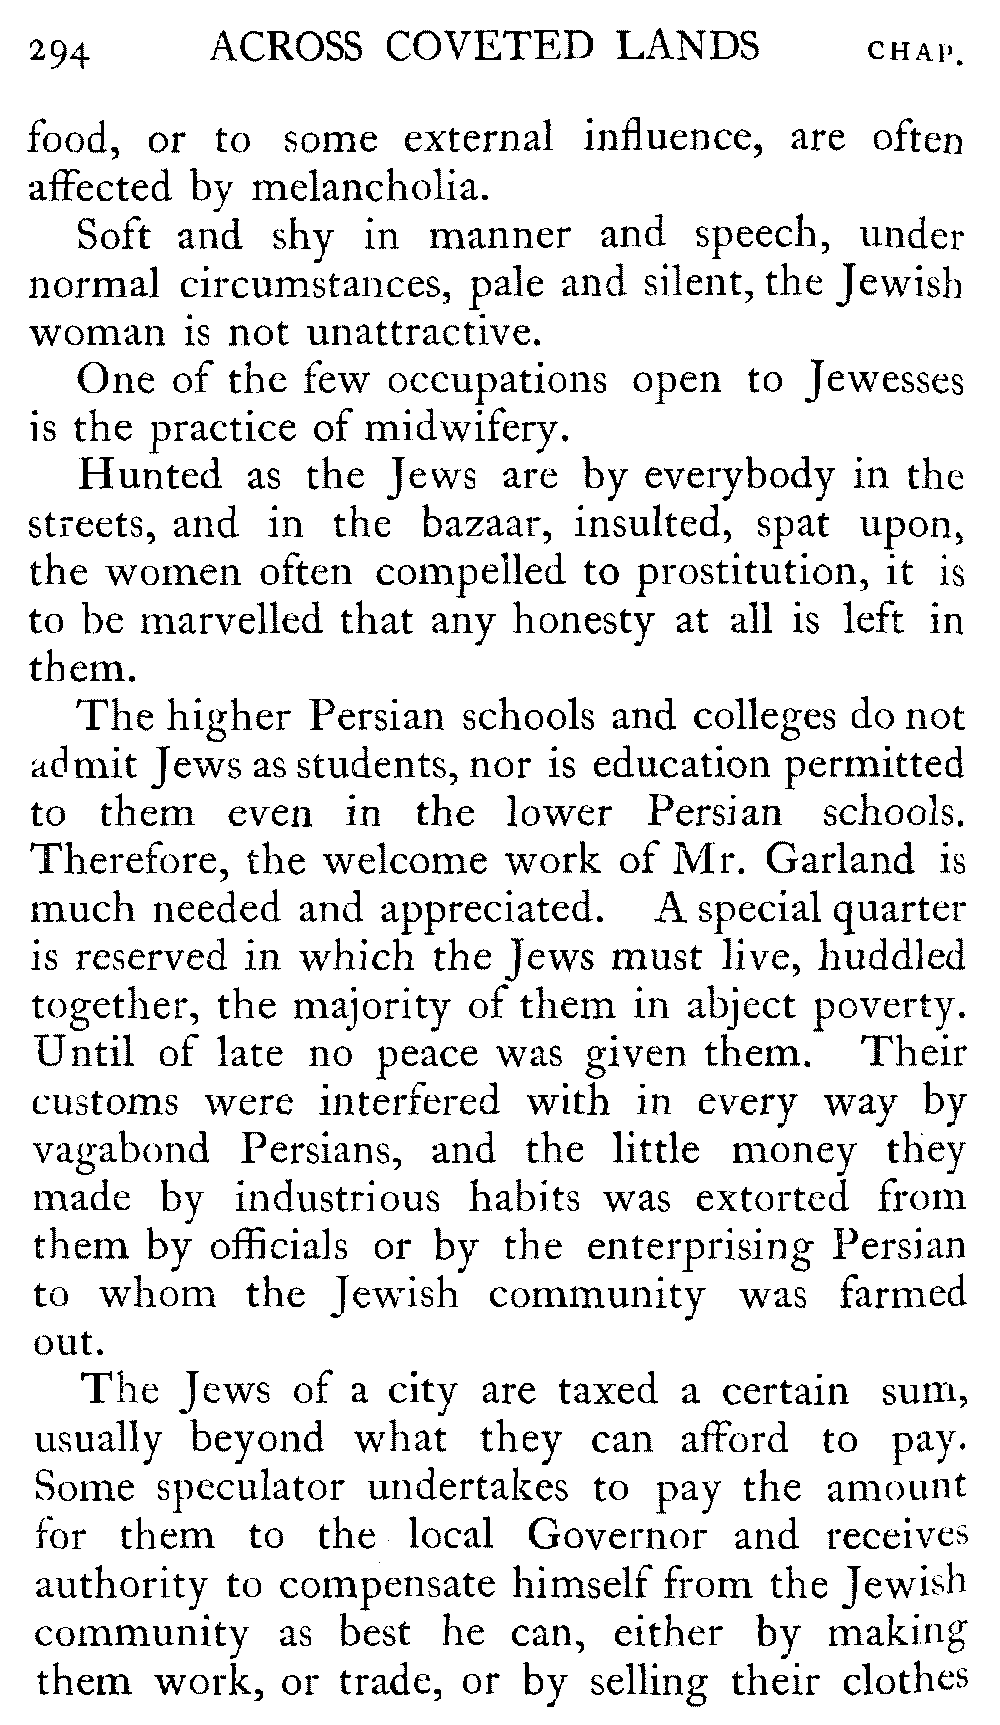 294 ACROSS COVETED LANDS CHAP.
food, or to some external influence, are often
affected by melancholia.
Soft and shy in manner and speech, under
normal circumstances, pale and silent, the Jewish
woman is not unattractive.
One of the few occupations open to Jewesses
is the practice of midwifery.
Hunted as the Jews are by everybody in the
streets, and in the bazaar, insulted, spat upon,
the women often compelled to prostitution, it is
to be marvelled that any honesty at all is left in
them.
The higher Persian schools and colleges do not
admit Jews as students, nor is education permitted
to them even in the lower Persian schools.
Therefore, the welcome work of Mr. Garland is
much needed and appreciated. A special quarter
is reserved in which the Jews must live, huddled
together, the majority of them in abject poverty.
Until of late no peace was given them. Their
customs were interfered with in every way by
vagabond Persians, and the little money they
made by industrious habits was extorted from
them by officials or by the enterprising Persian
to whom the Jewish community was farmed
out.
The Jews of a city are taxed a certain sum,
usually beyond what they can afford to pay.
Some speculator undertakes to pay the amount
for them to the local Governor and receives
authority to compensate himself from the Jewish
community as best he can, either by making
them work, or trade, or by selling their clothes